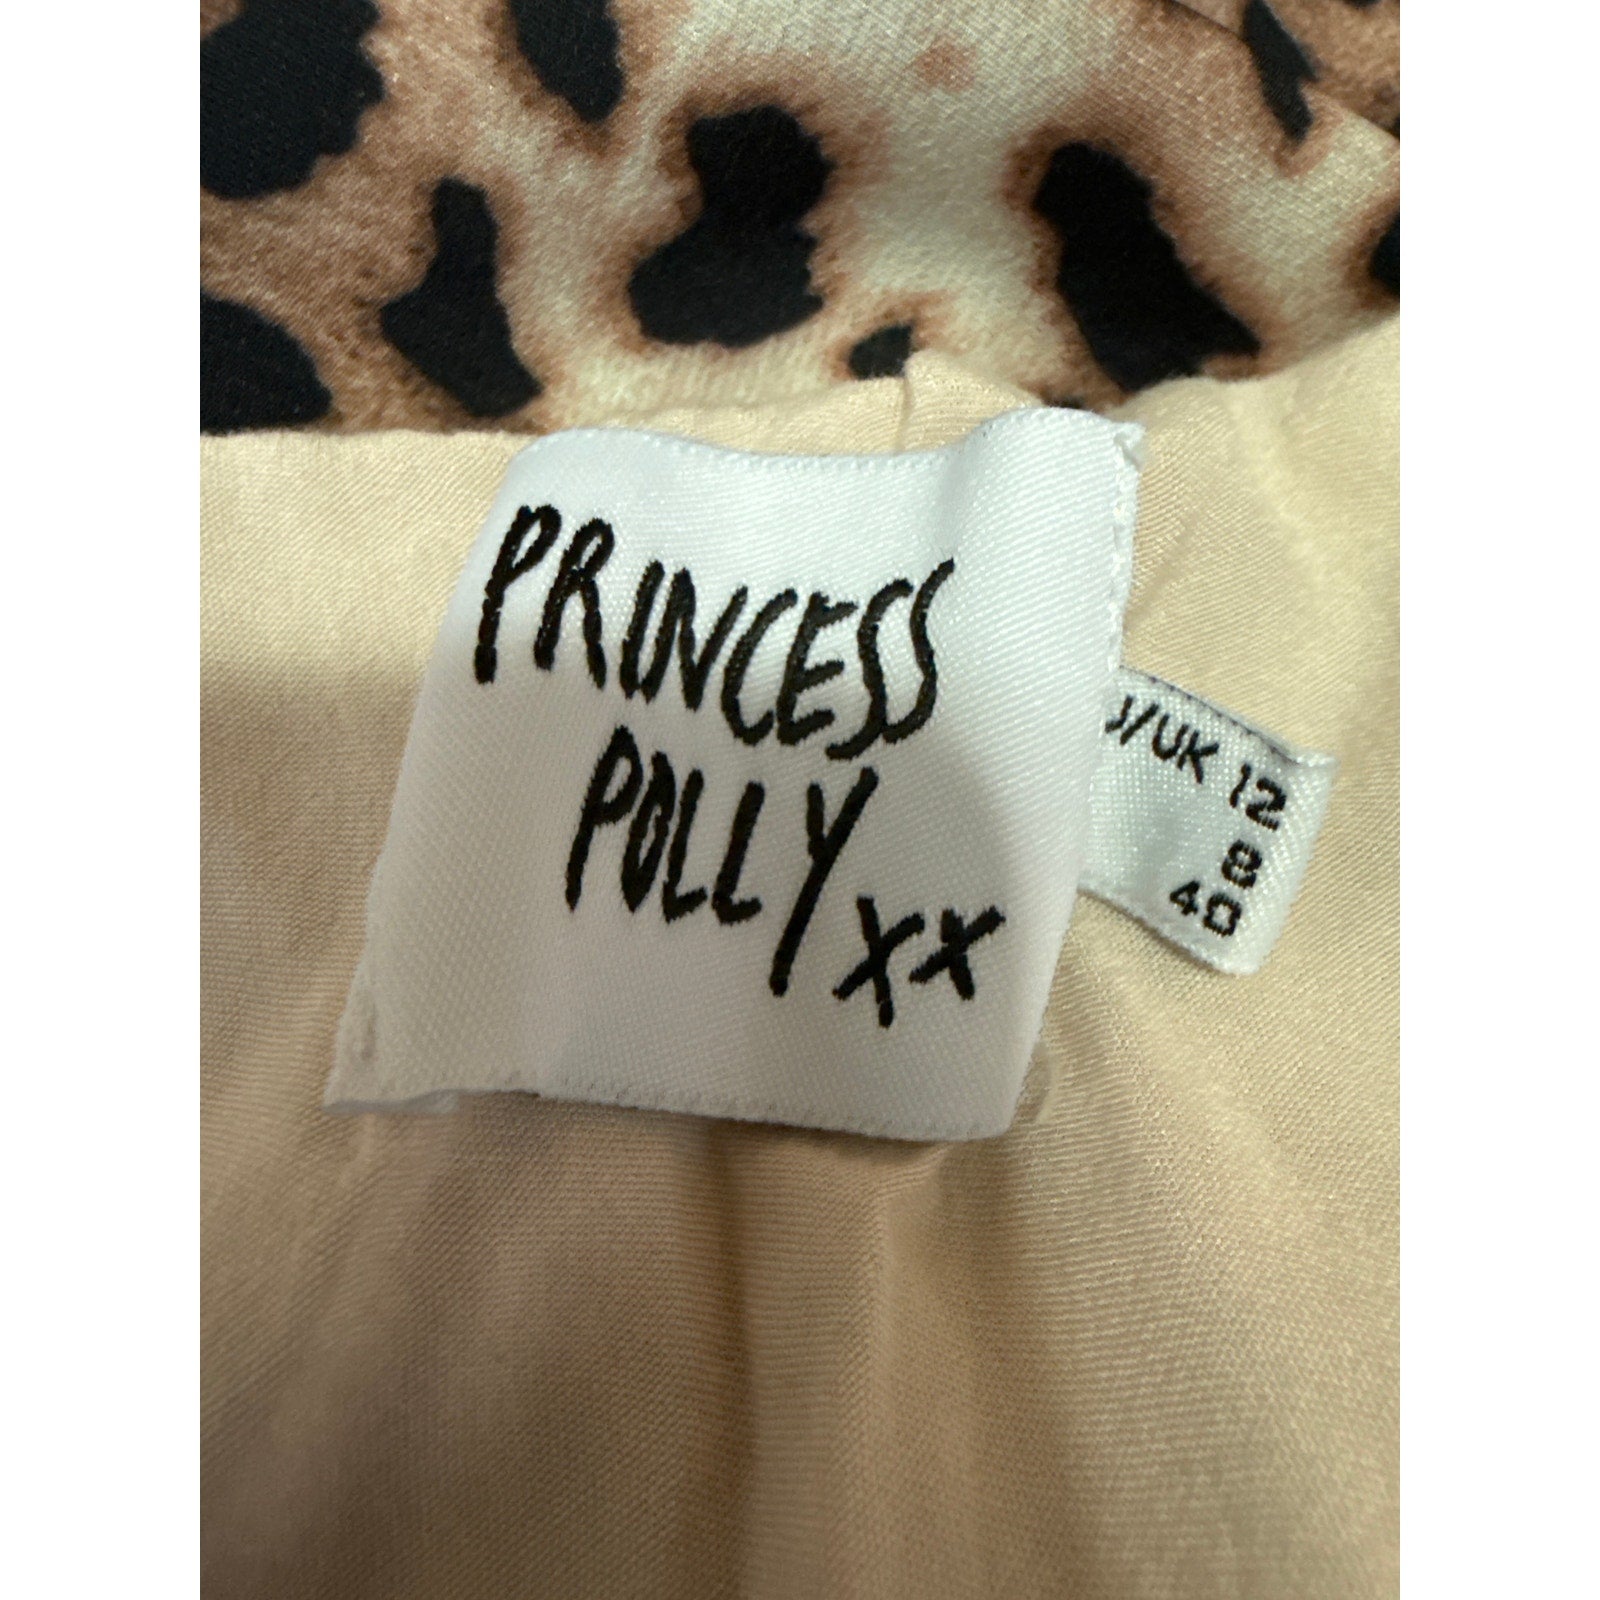 PRINCESS
POLLY xx
/UK 12
8
40